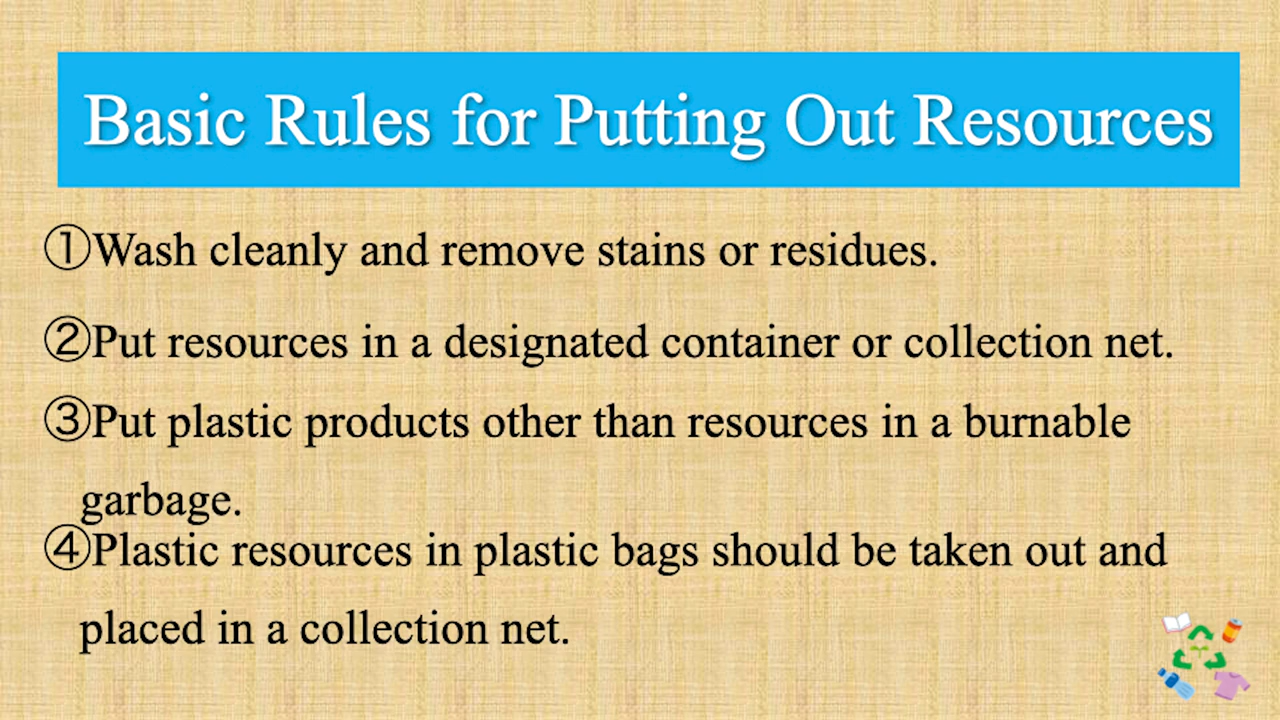 Basic Rules for Putting Out Resources
①Wash cleanly and remove stains or residues.
②Put resources in a designated container or collection net.
③Put plastic products other than resources in a burnable
garbage.
④Plastic resources in plastic bags should be taken out and
placed in a collection net.